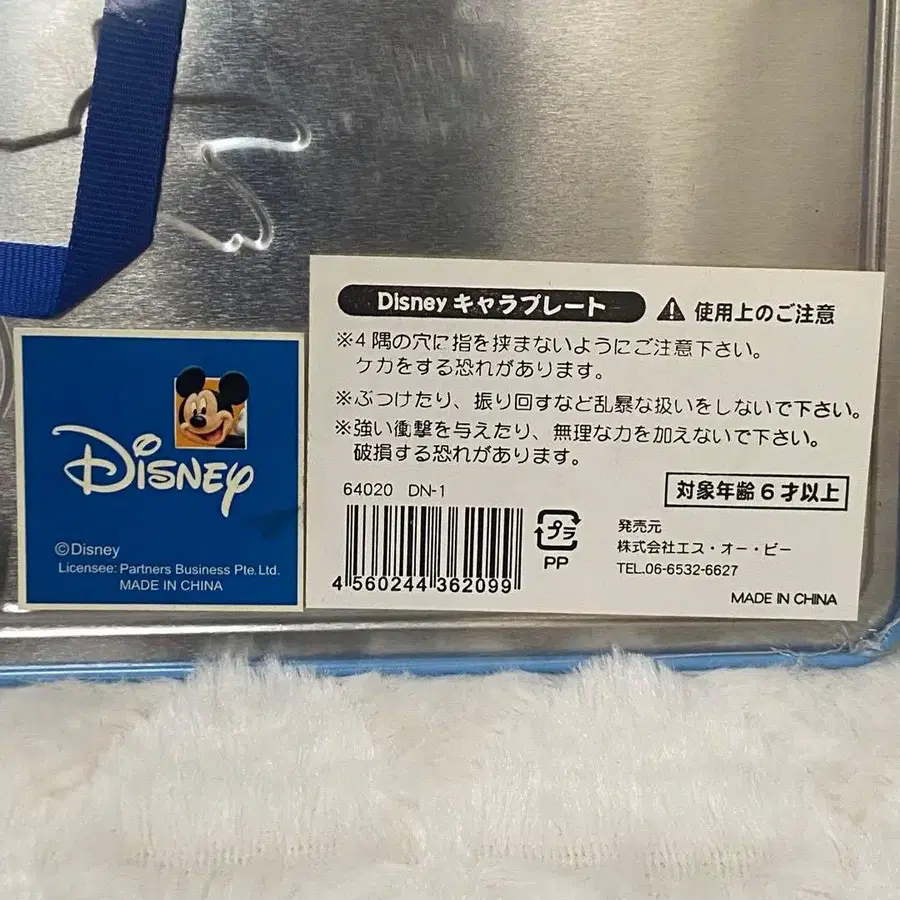 Disney キャラプレート ⚠ 使用上のご注意
※4隅の穴に指を挟まないようにご注意下さい。
ケカをする恐れがあります。
※ぶつけたり、振り回すなど乱暴な扱いをしないで下さい。
※強い衝撃を与えたり、無理な力を加えないで下さい。
破損する恐れがあります。
64020 DN-1
対象年齢6才以上
4 560244 362099
プラ
PP
発売元
株式会社エス・オー・ビー
TEL.06-6532-6627
MADE IN CHINA
DISNEY
©Disney
Licensee: Partners Business Pte.Ltd.
MADE IN CHINA